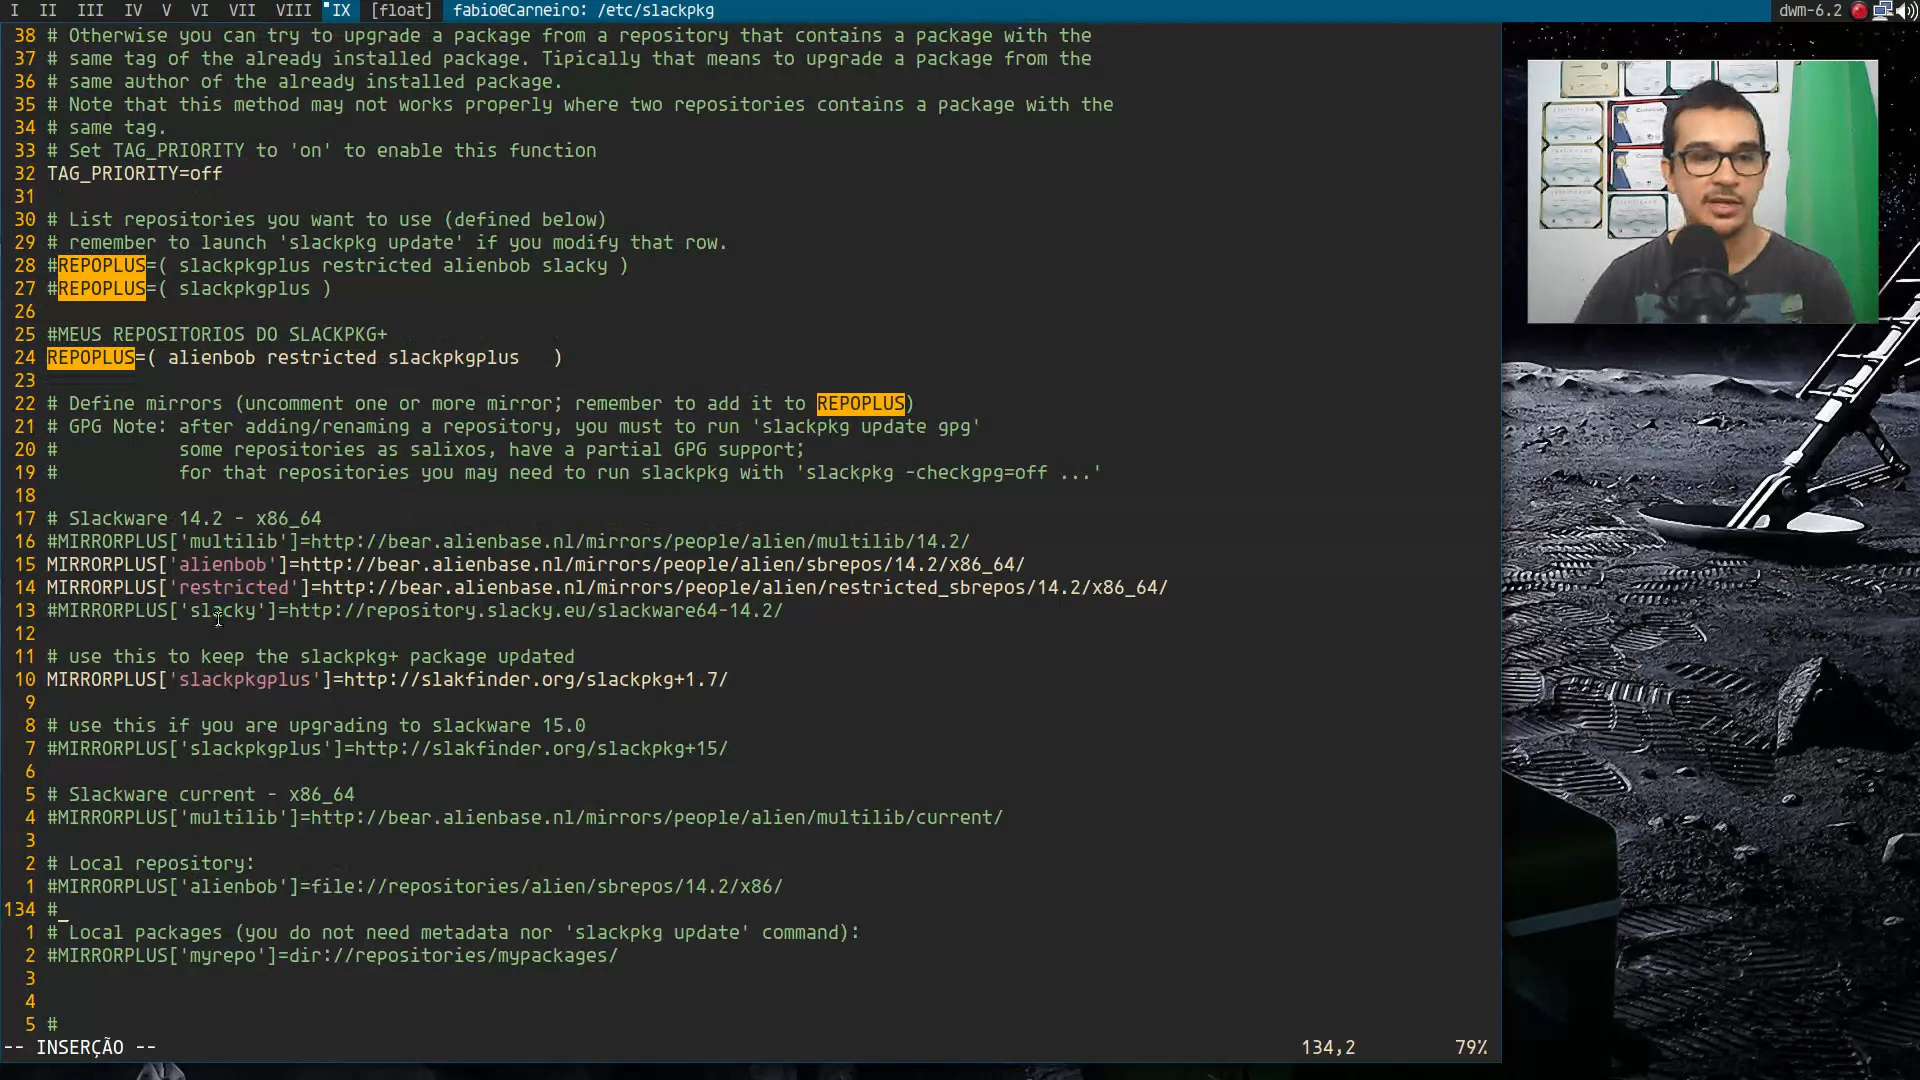 I II III IV V VI VII VIII IX [float] fabio@Carneiro: /etc/slackpkg dwm-6.2
38 # Otherwise you can try to upgrade a package from a repository that contains a package with the
37 # same tag of the already installed package. Tipically that means to upgrade a package from the
36 # same author of the already installed package.
35 # Note that this method may not works properly where two repositories contains a package with the
34 # same tag.
33 # Set TAG_PRIORITY to 'on' to enable this function
32 TAG_PRIORITY=off
31
30 # List repositories you want to use (defined below)
29 # remember to launch 'slackpkg update' if you modify that row.
28 #REPOPLUS=( slackpkgplus restricted alienbob slacky )
27 #REPOPLUS=( slackpkgplus )
26
25 #MEUS REPOSITORIOS DO SLACKPKG+
24 REPOPLUS=( alienbob restricted slackpkgplus   )
23
22 # Define mirrors (uncomment one or more mirror; remember to add it to REPOPLUS)
21 # GPG Note: after adding/renaming a repository, you must to run 'slackpkg update gpg'
20 #           some repositories as salixos, have a partial GPG support;
19 #           for that repositories you may need to run slackpkg with 'slackpkg -checkgpg=off ...'
18
17 # Slackware 14.2 - x86_64
16 #MIRRORPLUS['multilib']=http://bear.alienbase.nl/mirrors/people/alien/multilib/14.2/
15 MIRRORPLUS['alienbob']=http://bear.alienbase.nl/mirrors/people/alien/sbrepos/14.2/x86_64/
14 MIRRORPLUS['restricted']=http://bear.alienbase.nl/mirrors/people/alien/restricted_sbrepos/14.2/x86_64/
13 #MIRRORPLUS['slacky']=http://repository.slacky.eu/slackware64-14.2/
12
11 # use this to keep the slackpkg+ package updated
10 MIRRORPLUS['slackpkgplus']=http://slakfinder.org/slackpkg+1.7/
9
8 # use this if you are upgrading to slackware 15.0
7 #MIRRORPLUS['slackpkgplus']=http://slakfinder.org/slackpkg+15/
6
5 # Slackware current - x86_64
4 #MIRRORPLUS['multilib']=http://bear.alienbase.nl/mirrors/people/alien/multilib/current/
3
2 # Local repository:
1 #MIRRORPLUS['alienbob']=file://repositories/alien/sbrepos/14.2/x86/
134 #
1 # Local packages (you do not need metadata nor 'slackpkg update' command):
2 #MIRRORPLUS['myrepo']=dir://repositories/mypackages/
3
4
5 #
-- INSERÇÃO -- 134,2 79%